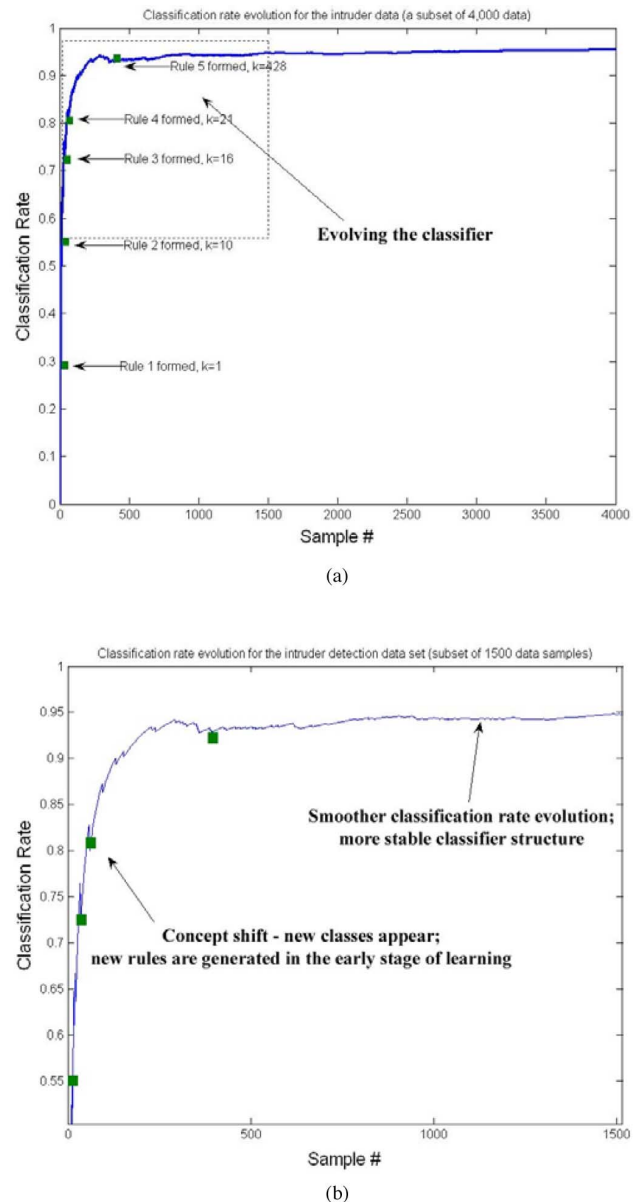 Classification rate evolution for the intruder data (a subset of 4,000 data)
1
0.9
0.8
0.7
0.6
0.5
0.4
0.3
0.2
0.1
0
Classification Rate
Rule 5 formed, k=428
Rule 4 formed, k=21
Rule 3 formed, k=16
Evolving the classifier
Rule 2 formed, k=10
Rule 1 formed, k=1
0 500 1000 1500 2000 2500 3000 3500 4000
Sample #
(a)
Classification rate evolution for the intruder detection data set (subset of 1500 data samples)
1
0.95
0.9
0.85
0.8
0.75
0.7
0.65
0.6
0.55
Classification Rate
Smoother classification rate evolution;
more stable classifier structure
Concept shift - new classes appear;
new rules are generated in the early stage of learning
0 500 1000 1500
Sample #
(b)